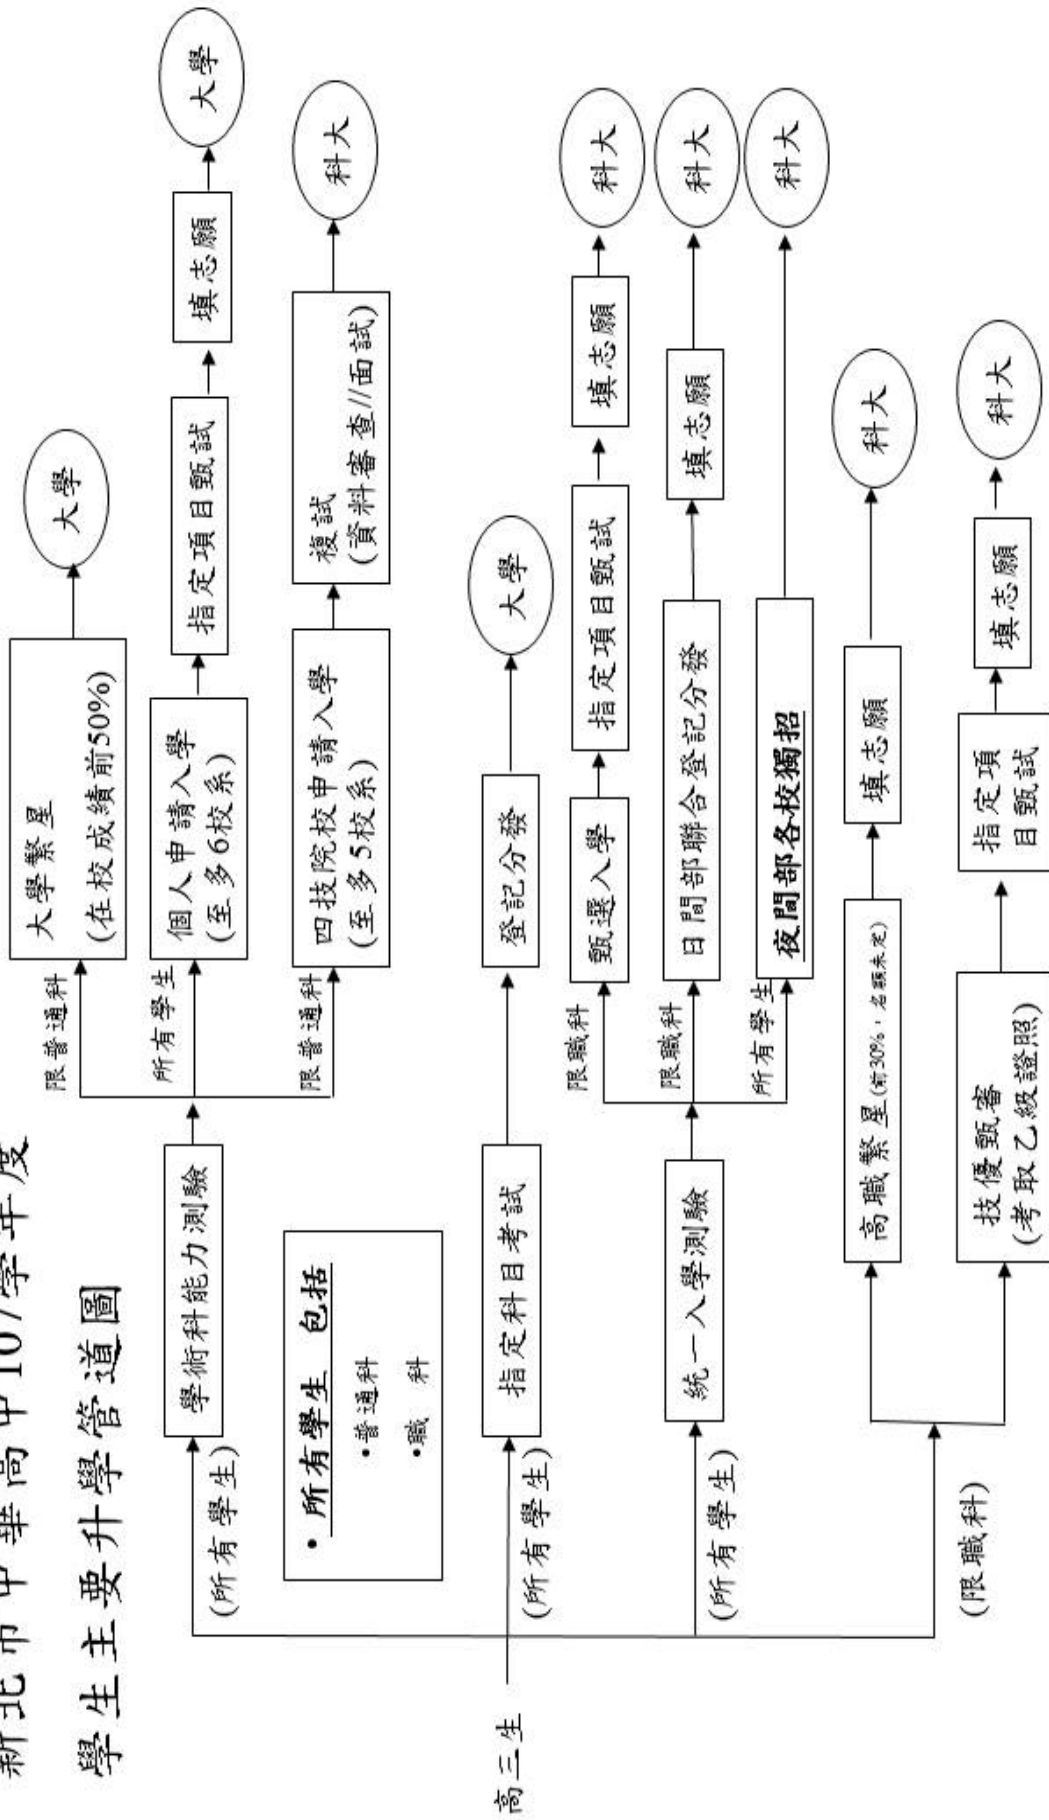 新北市中華高中107學年度
學生主要升學管道圖
高三生
(所有學生)
學術科能力測驗
限普通科
大學繁星
(在校成績前50%)
大學
所有學生
個人申請入學
(至多6校系)
指定項目甄試
填志願
大學
限普通科
四技院校申請入學
(至多5校系)
複試
(資料審查//面試)
科大
• 所有學生 包括
•普通科
•職 科
(所有學生)
指定科目考試
登記分發
大學
(所有學生)
統一入學測驗
限職科
甄選入學
指定項目甄試
填志願
科大
限職科
日間部聯合登記分發
填志願
科大
所有學生
夜間部各校獨招
科大
(限職科)
高職繁星(前30%,名額未定)
填志願
科大
技優甄審
(考取乙級證照)
指定項
目甄試
填志願
科大